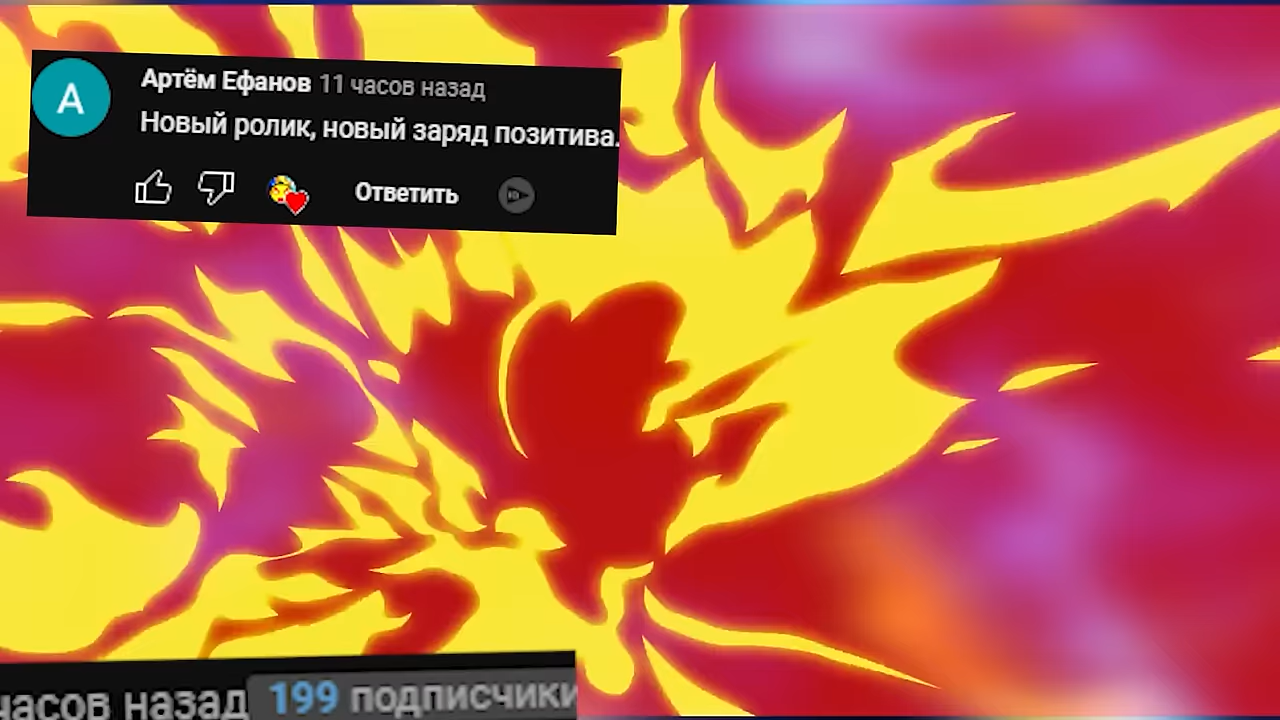 А
Артём Ефанов 11 часов назад
Новый ролик, новый заряд позитива.
Ответить
часов назад 199 подписчики